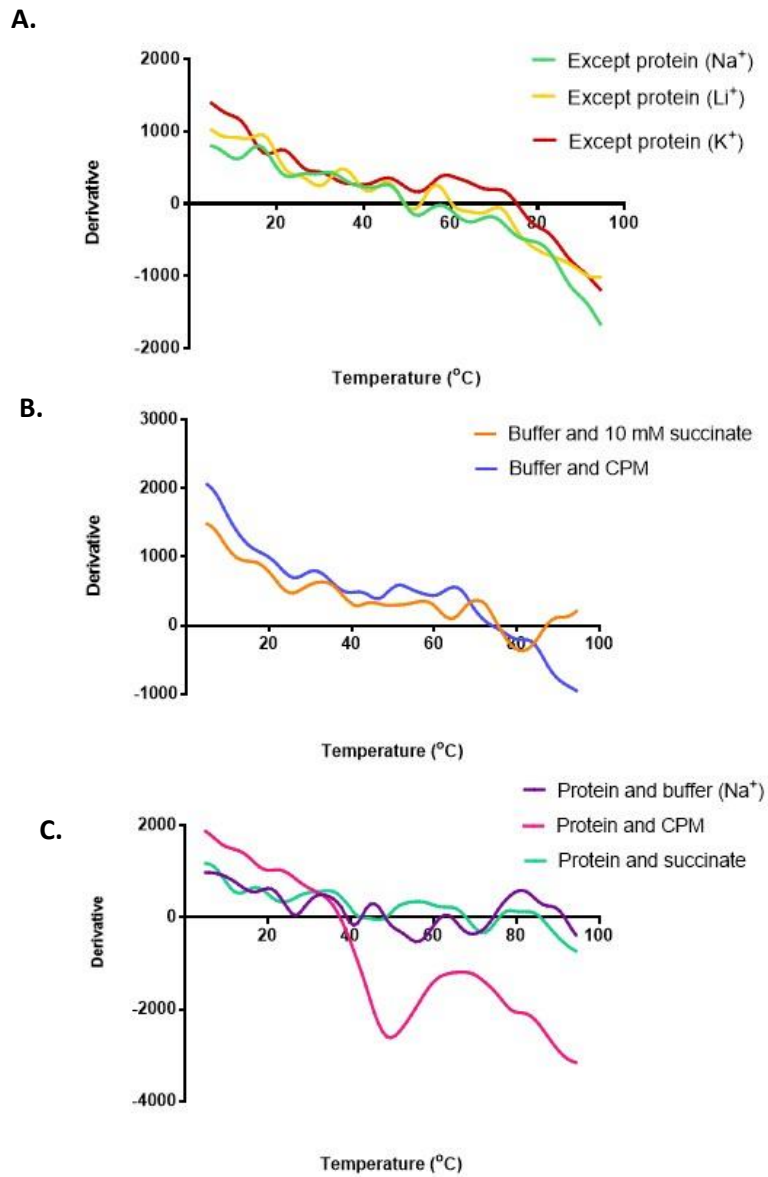 A.
2000
1000
0
-1000
-2000
Derivative
20 40 60 80 100
Temperature (°C)
Except protein (Na⁺)
Except protein (Li⁺)
Except protein (K⁺)
B.
3000
2000
1000
0
-1000
Derivative
20 40 60 80 100
Temperature (°C)
Buffer and 10 mM succinate
Buffer and CPM
C.
2000
0
-2000
-4000
Derivative
20 40 60 80 100
Temperature (°C)
Protein and buffer (Na⁺)
Protein and CPM
Protein and succinate